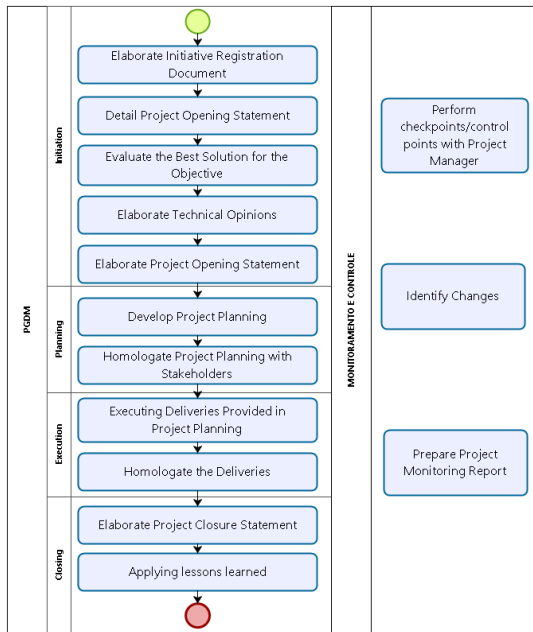 PGDM
Initiation
Elaborate Initiative Registration
Document
Detail Project Opening Statement
Evaluate the Best Solution for the
Objective
Elaborate Technical Opinions
Elaborate Project Opening Statement
Planning
Develop Project Planning
Homologate Project Planning with
Stakeholders
Execution
Executing Deliveries Provided in
Project Planning
Homologate the Deliveries
Closing
Elaborate Project Closure Statement
Applying lessons learned
MONITORAMENTO E CONTROLE
Perform
checkpoints/control
points with Project
Manager
Identify Changes
Prepare Project
Monitoring Report